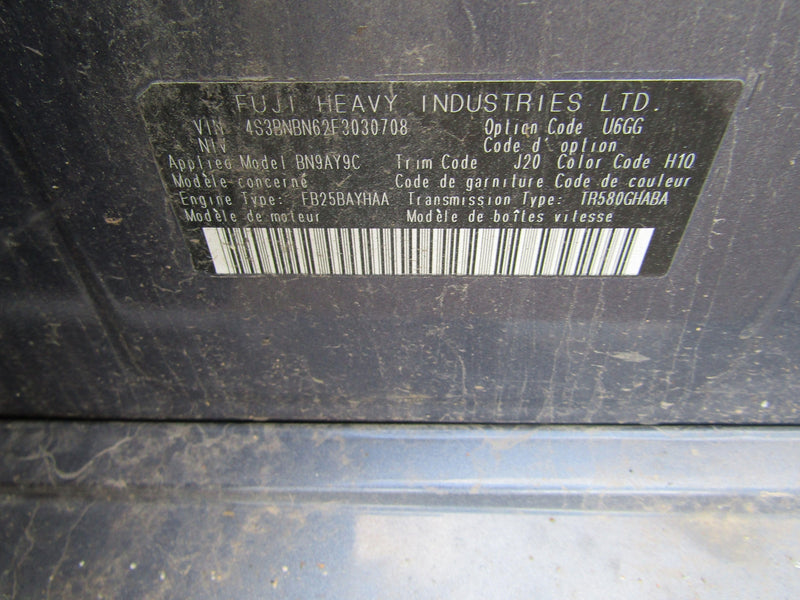 FUJI HEAVY INDUSTRIES LTD.
VIN 4S3BNBN62F3030708 Option Code U6GG
NIV Code d'option
Applied Model BN9AY9C Trim Code J20 Color Code H1Q
Modèle concerné Code de garniture Code de couleur
Engine Type: FB25BAYHAA Transmission Type: TR580GHABA
Modèle de moteur Modèle de boîtes vitesse